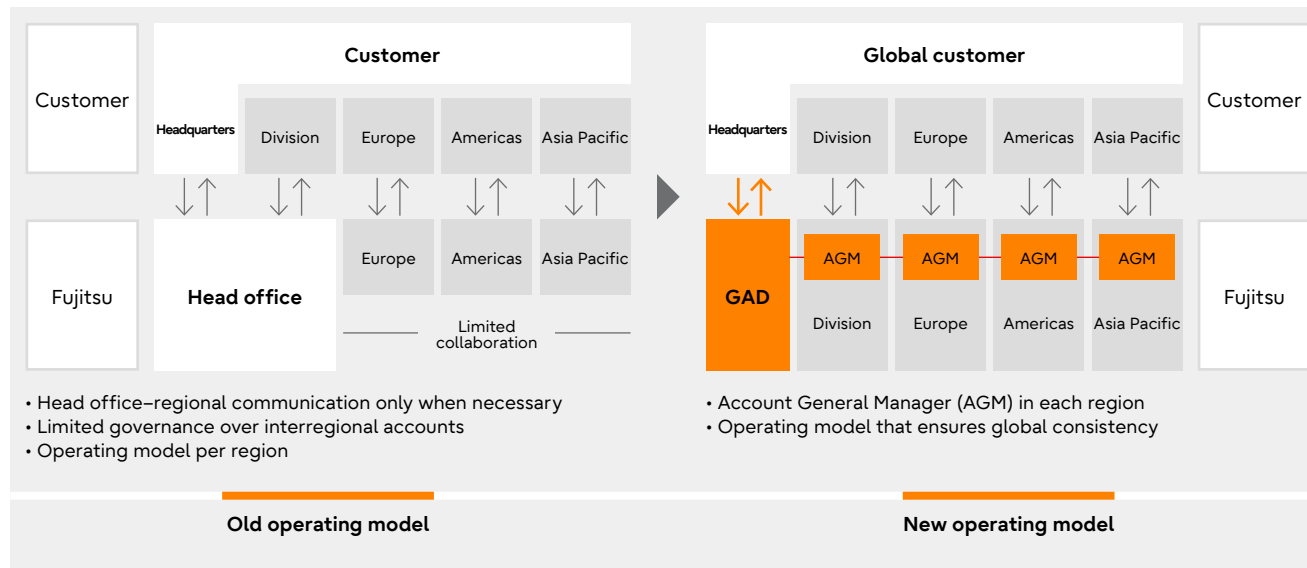 Customer
Customer
Headquarters
Division
Europe
Americas
Asia Pacific
Fujitsu
Head office
Europe
Americas
Asia Pacific
Limited
collaboration
• Head office–regional communication only when necessary
• Limited governance over interregional accounts
• Operating model per region
Old operating model
Global customer
Customer
Headquarters
Division
Europe
Americas
Asia Pacific
GAD
AGM
AGM
AGM
AGM
Division
Europe
Americas
Asia Pacific
Fujitsu
• Account General Manager (AGM) in each region
• Operating model that ensures global consistency
New operating model